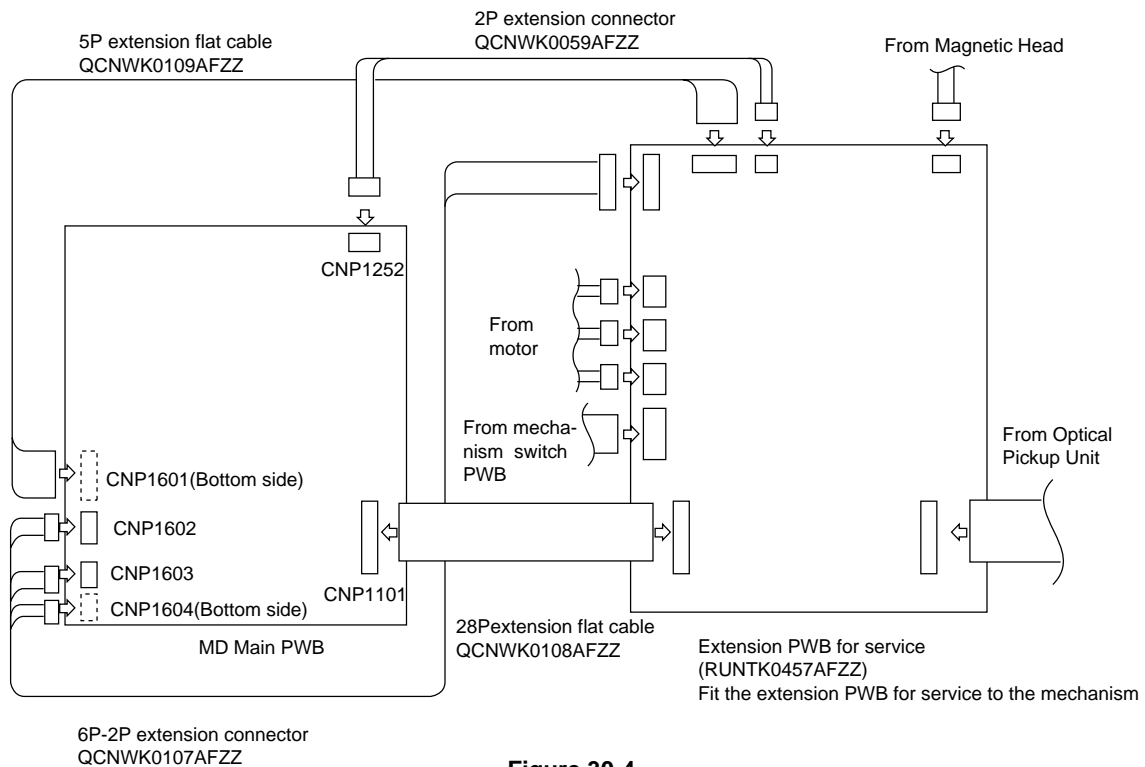 5P extension flat cable
QCNWK0109AFZZ
2P extension connector
QCNWK0059AFZZ
From Magnetic Head
CNP1252
From
motor
From mecha-
nism switch
PWB
From Optical
Pickup Unit
CNP1601(Bottom side)
CNP1602
CNP1603
CNP1604(Bottom side)
CNP1101
MD Main PWB
28Pextension flat cable
QCNWK0108AFZZ
Extension PWB for service
(RUNTK0457AFZZ)
Fit the extension PWB for service to the mechanism
6P-2P extension connector
QCNWK0107AFZZ
Figure 30-4